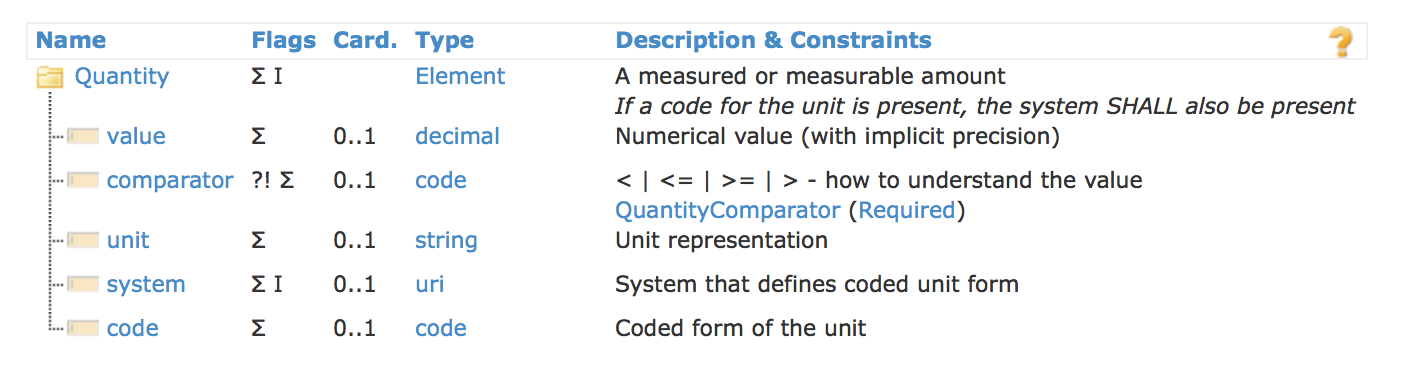 Name Flags Card. Type Description & Constraints ?
Quantity Σ I Element A measured or measurable amount
If a code for the unit is present, the system SHALL also be present
value Σ 0..1 decimal Numerical value (with implicit precision)
comparator ?! Σ 0..1 code < | <= | >= | > - how to understand the value
QuantityComparator (Required)
unit Σ 0..1 string Unit representation
system Σ I 0..1 uri System that defines coded unit form
code Σ 0..1 code Coded form of the unit